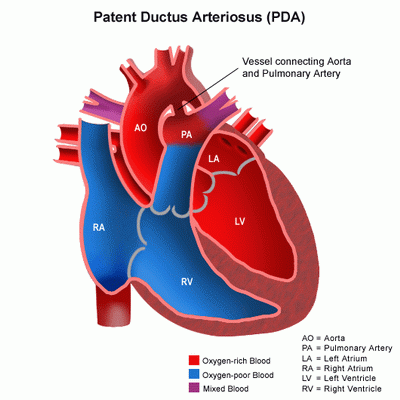 Patent Ductus Arteriosus (PDA)
Vessel connecting Aorta
and Pulmonary Artery
AO
PA
LA
LV
RA
RV
Oxygen-rich Blood
Oxygen-poor Blood
Mixed Blood
AO = Aorta
PA = Pulmonary Artery
LA = Left Atrium
RA = Right Atrium
LV = Left Ventricle
RV = Right Ventricle